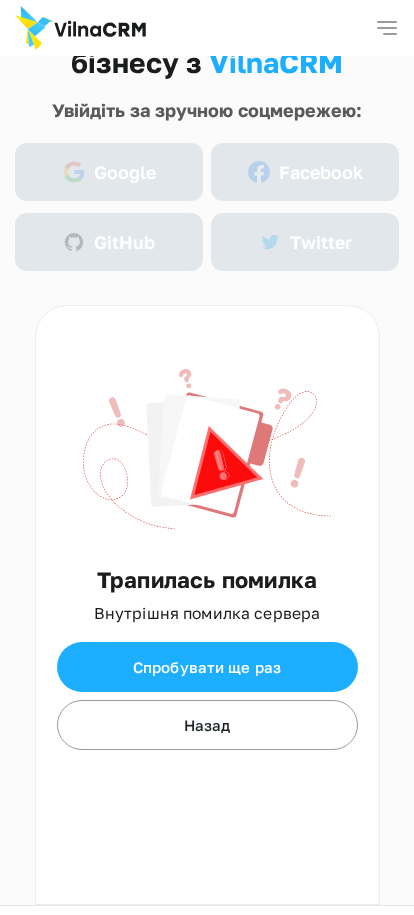 VilnaCRM
бізнесу з VilnaCRM
Увійдіть за зручною соцмережею:
Google
Facebook
GitHub
Twitter
Трапилась помилка
Внутрішня помилка сервера
Спробувати ще раз
Назад